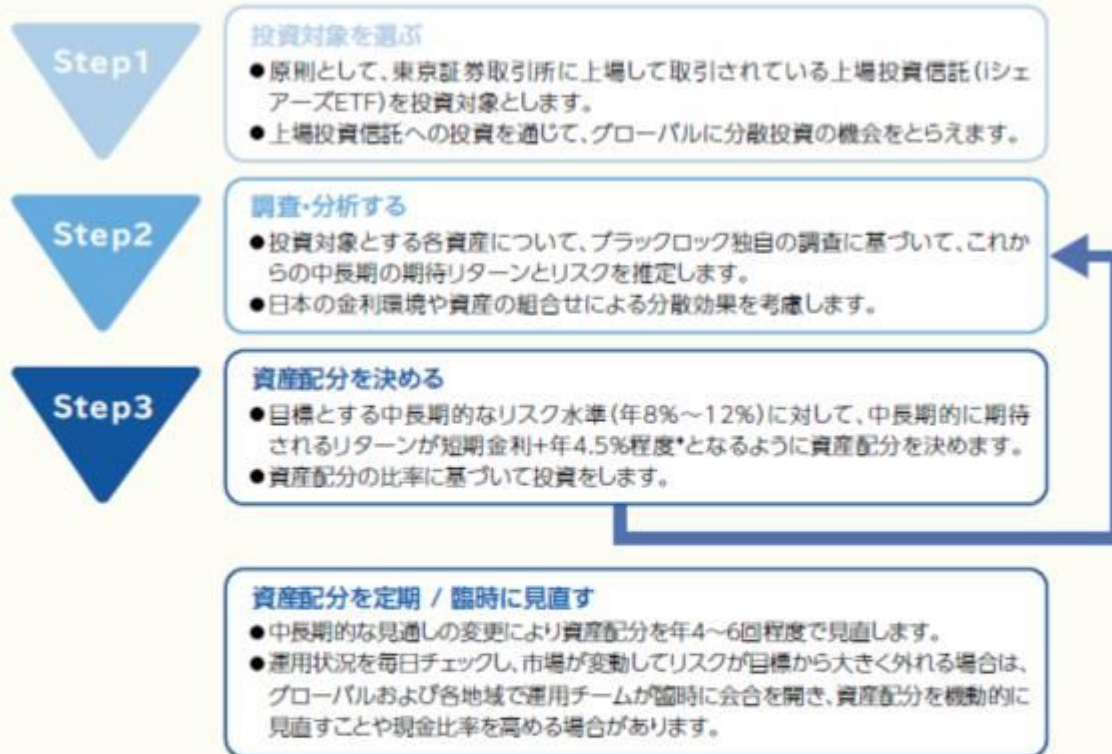 Step1
投資対象を選ぶ
●原則として、東京証券取引所に上場して取引されている上場投資信託(iシェ
アーズETF)を投資対象とします。
●上場投資信託への投資を通じて、グローバルに分散投資の機会をとらえます。
Step2
調査・分析する
●投資対象とする各資産について、ブラックロック独自の調査に基づいて、これか
らの中長期の期待リターンとリスクを推定します。
●日本の金利環境や資産の組合せによる分散効果を考慮します。
Step3
資産配分を決める
●目標とする中長期的なリスク水準(年8%～12%)に対して、中長期的に期待
されるリターンが短期金利+年4.5%程度*となるように資産配分を決めます。
●資産配分の比率に基づいて投資をします。
資産配分を定期 / 臨時に見直す
●中長期的な見通しの変更により資産配分を年4～6回程度で見直します。
●運用状況を毎日チェックし、市場が変動してリスクが目標から大きく外れる場合は、
グローバルおよび各地域で運用チームが臨時に会合を開き、資産配分を機動的に
見直すことや現金比率を高める場合があります。